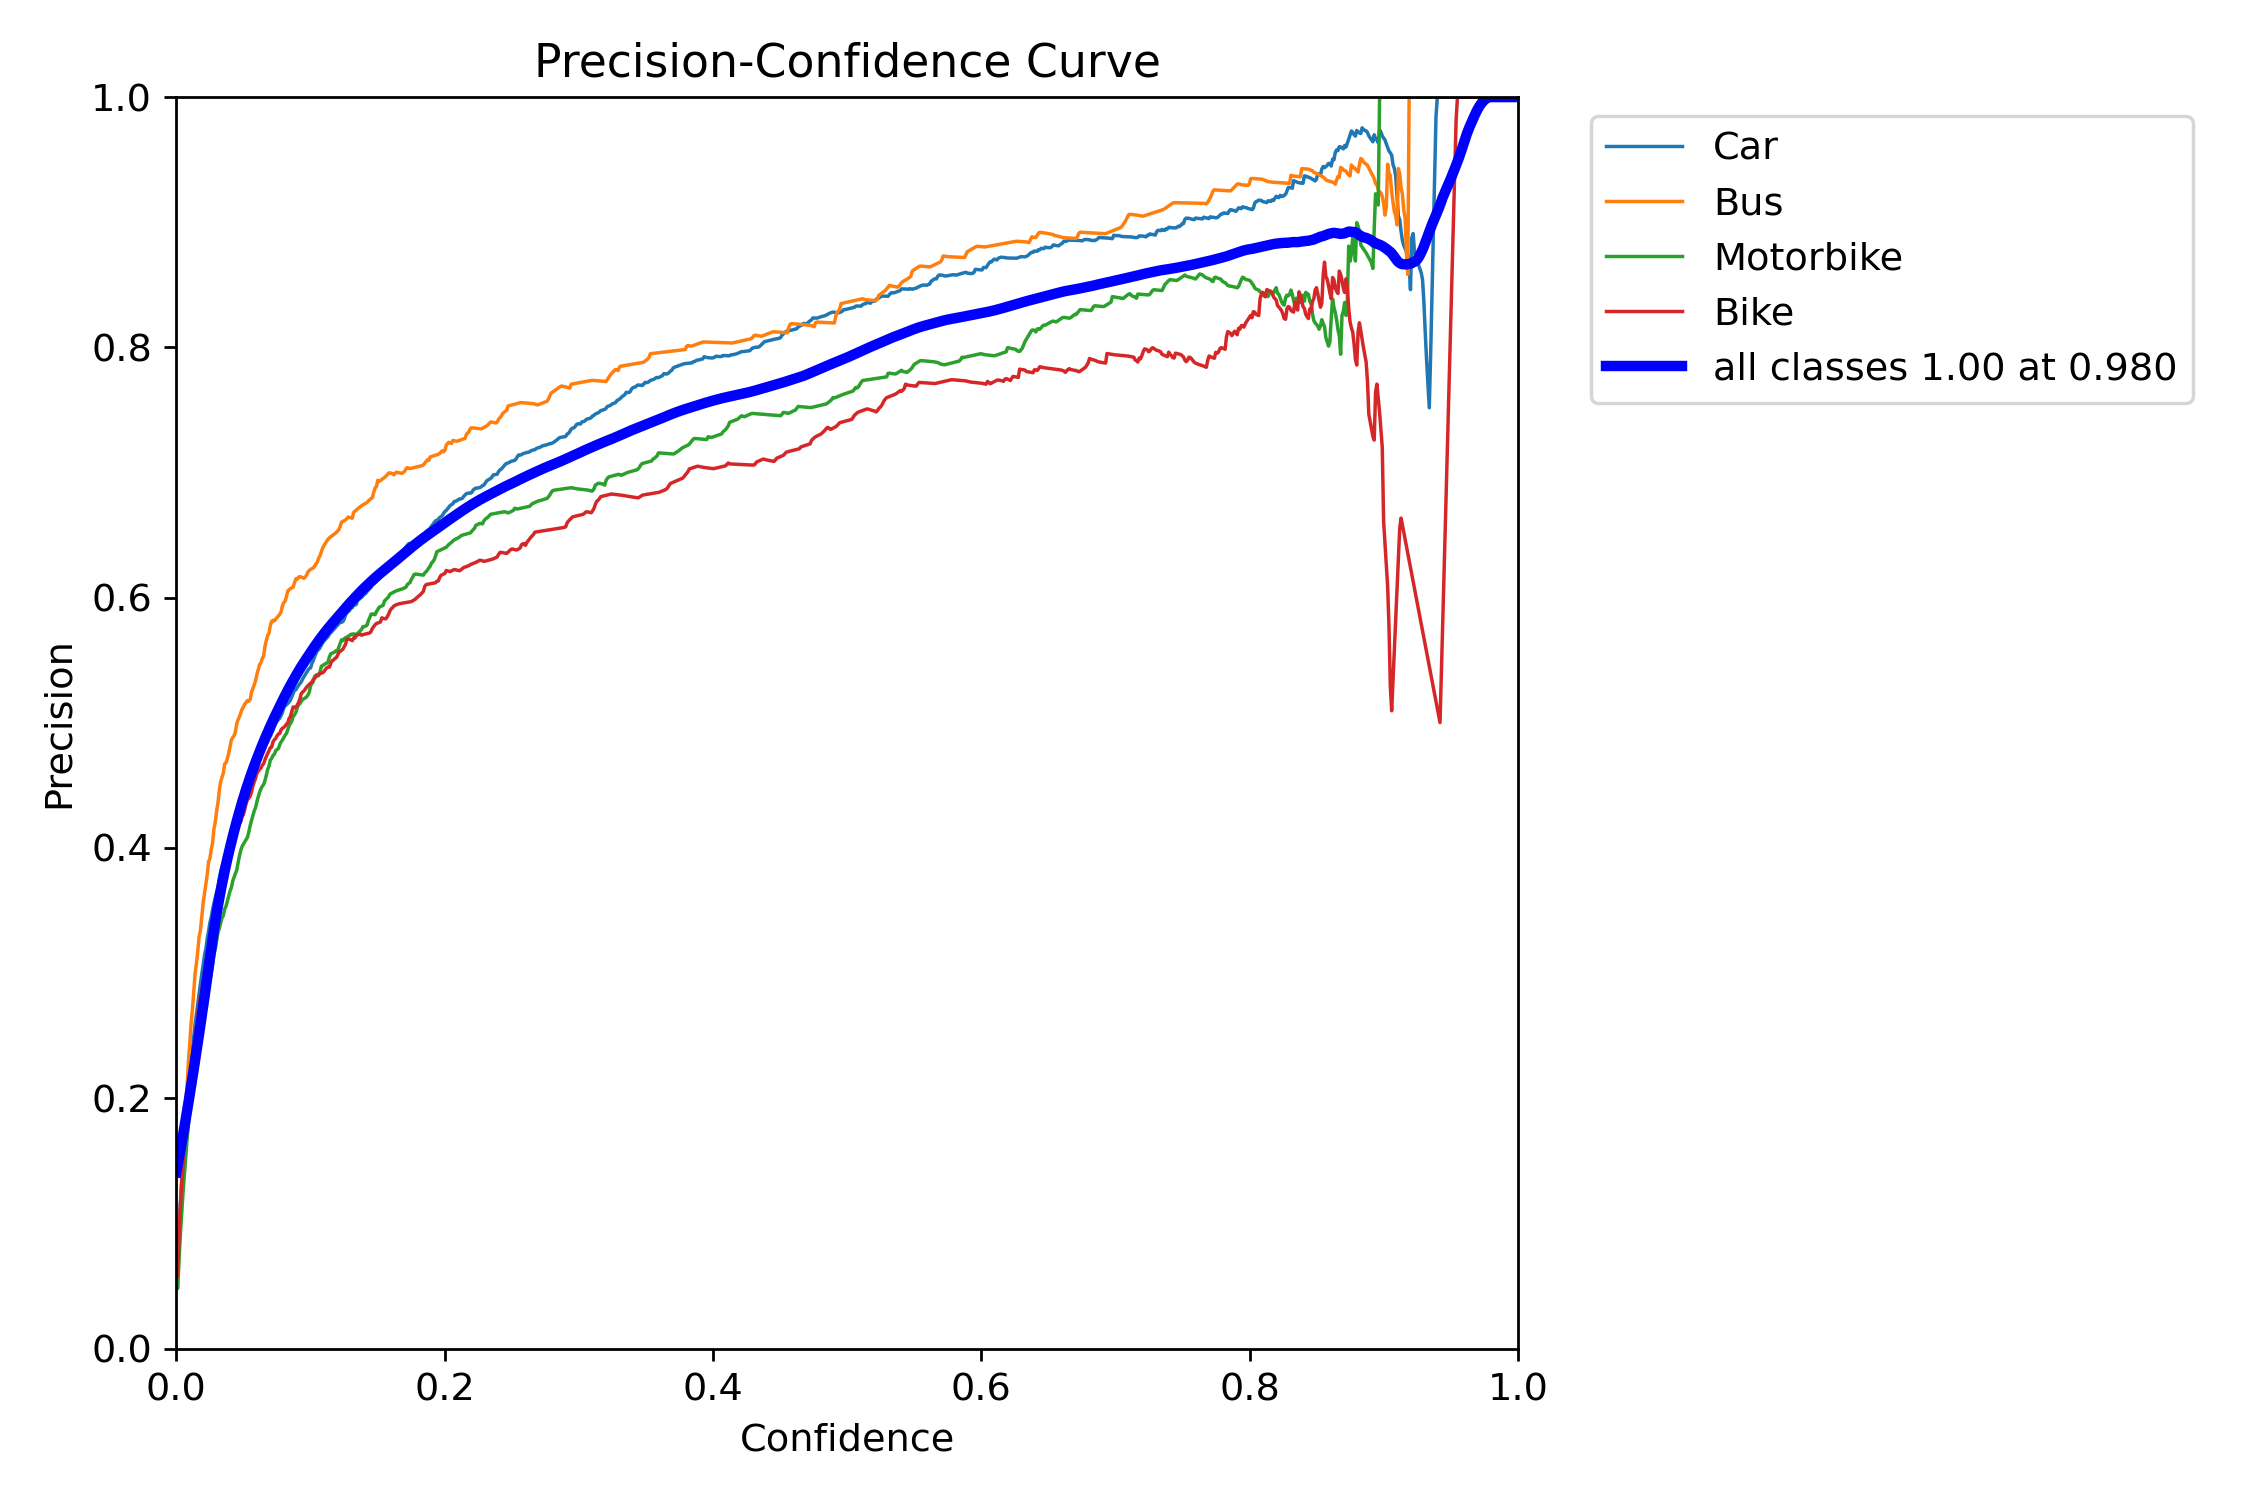 Precision-Confidence Curve
1.0
0.8
0.6
0.4
0.2
0.0
Precision
0.0 0.2 0.4 0.6 0.8 1.0
Confidence
Car
Bus
Motorbike
Bike
all classes 1.00 at 0.980